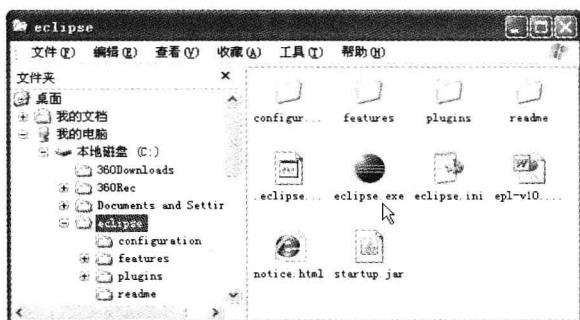 eclipse
文件(F) 编辑(E) 查看(V) 收藏(A) 工具(T) 帮助(H)
文件夹
桌面
我的文档
我的电脑
本地磁盘 (C:)
360Downloads
360Rec
Documents and Settir
eclipse
configuration
features
plugins
readme
configur... features plugins readme
.eclipse... eclipse.exe eclipse.ini epl-v10....
notice.html startup.jar